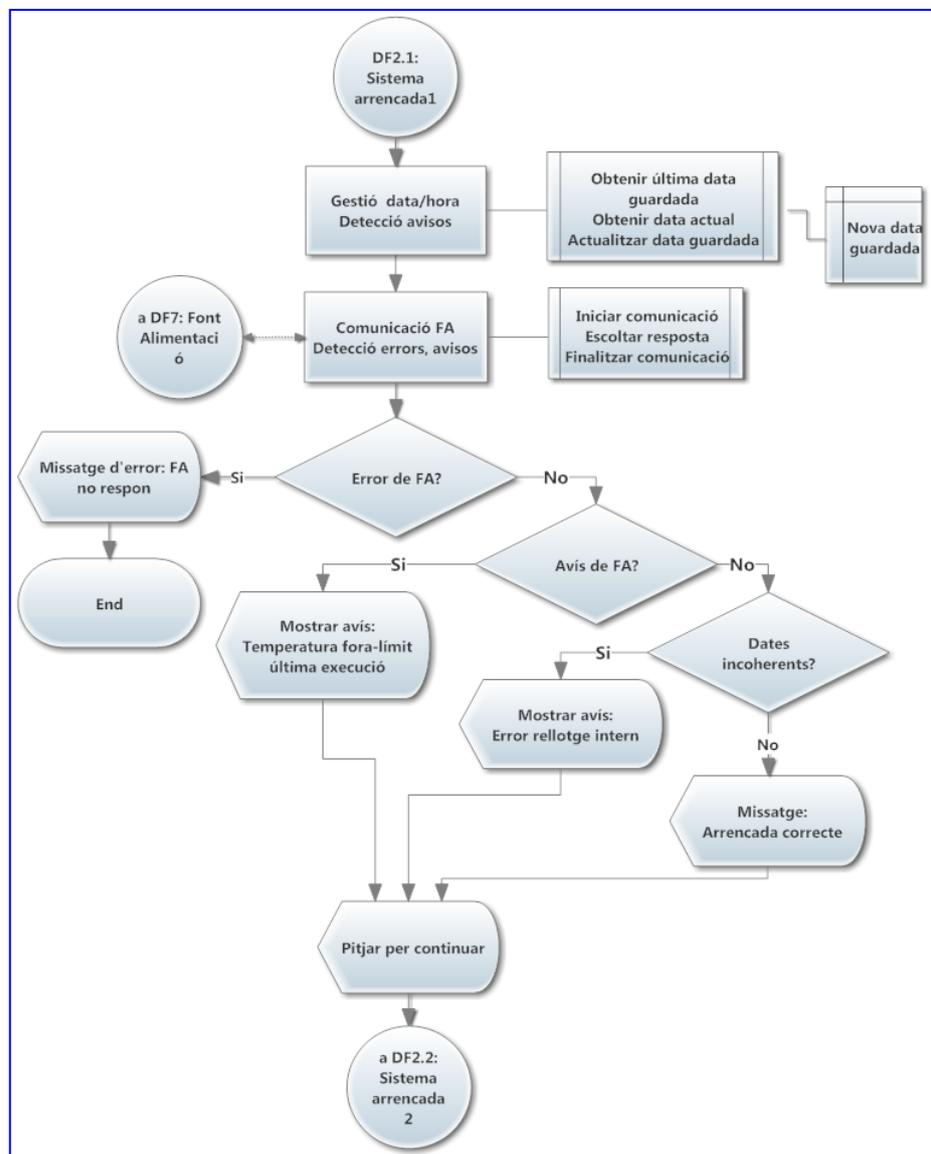 DF2.1:
Sistema
arrencada1
Gestió data/hora
Detecció avisos
Obtenir última data
guardada
Obtenir data actual
Actualitzar data guardada
Nova data
guardada
a DF7: Font
Alimentaci
ó
Comunicació FA
Detecció errors, avisos
Iniciar comunicació
Escoltar resposta
Finalitzar comunicació
Missatge d'error: FA
no respon
Si
Error de FA?
No
End
Si
Avís de FA?
No
Mostrar avís:
Temperatura fora-límit
última execució
Si
Dates
incoherents?
Mostrar avís:
Error rellotge intern
No
Missatge:
Arrencada correcte
Pitjar per continuar
a DF2.2:
Sistema
arrencada
2